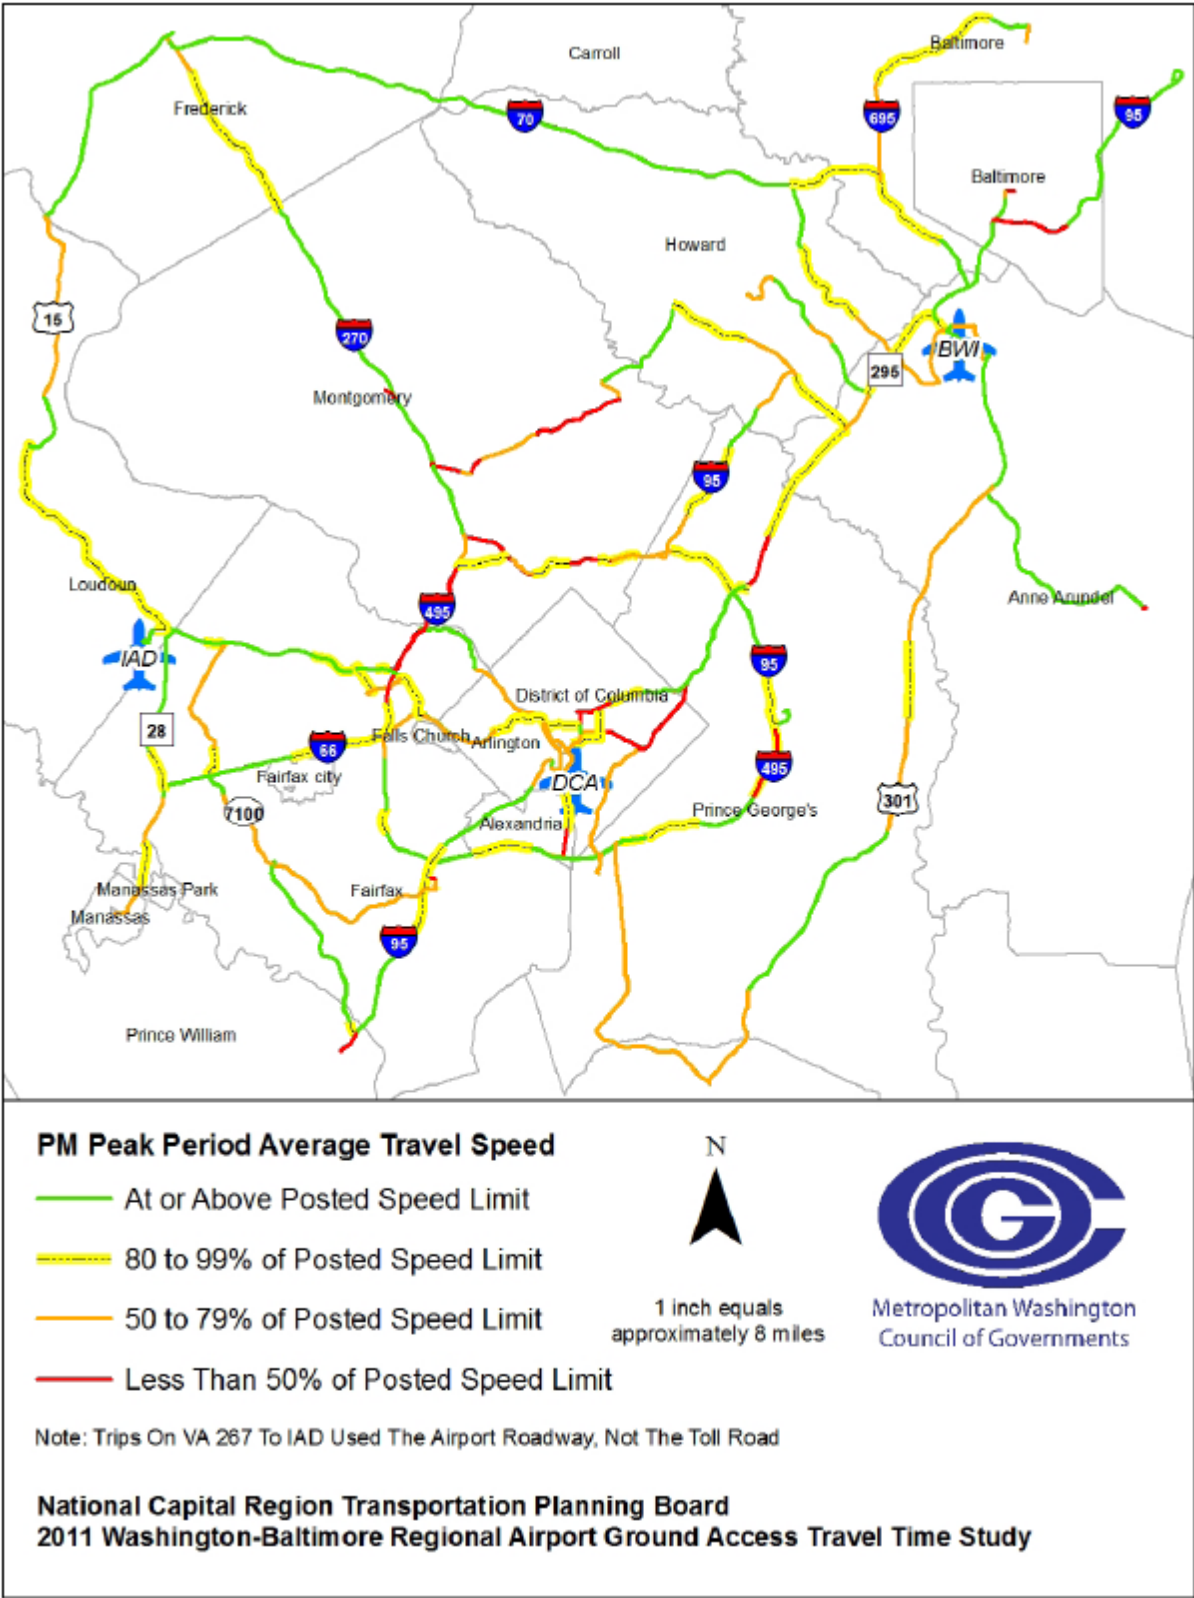 Carroll
Baltimore
Frederick
70
695
95
Baltimore
Howard
15
270
BWI
295
Montgomery
95
Loudoun
Anne Arundel
495
IAD
95
District of Columbia
28
66
Falls Church
Arlington
Fairfax city
495
DCA
301
7100
Prince George's
Alexandria
Manassas Park
Fairfax
Manassas
95
Prince William
PM Peak Period Average Travel Speed
N
At or Above Posted Speed Limit
80 to 99% of Posted Speed Limit
50 to 79% of Posted Speed Limit
Less Than 50% of Posted Speed Limit
1 inch equals
approximately 8 miles
COG
Metropolitan Washington
Council of Governments
Note: Trips On VA 267 To IAD Used The Airport Roadway, Not The Toll Road
National Capital Region Transportation Planning Board
2011 Washington-Baltimore Regional Airport Ground Access Travel Time Study